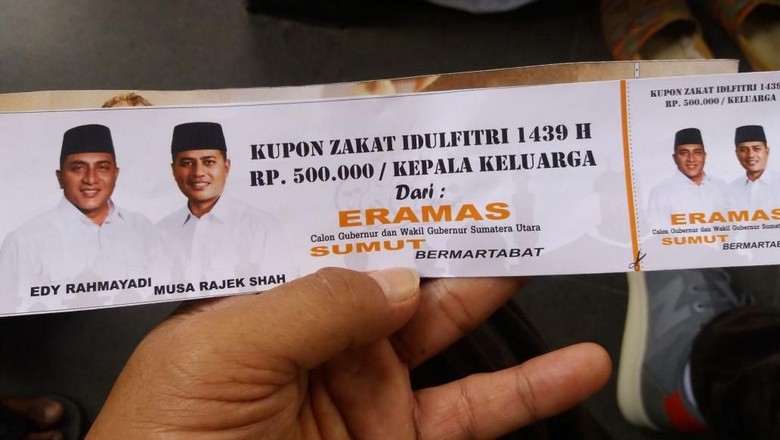 KUPON ZAKAT IDULFITRI 1439 H
RP. 500.000 / KEPALA KELUARGA
Dari :
ERAMAS
Calon Gubernur dan Wakil Gubernur Sumatera Utara
SUMUT BERMARTABAT
EDY RAHMAYADI
MUSA RAJEK SHAH
KUPON ZAKAT IDLFITRI 1439
RP. 500.000 / KELUARGA
ERAMAS
Calon Gubernur dan Wakil Gubernur Sumatera Utara
SUMUT BERMARTABAT